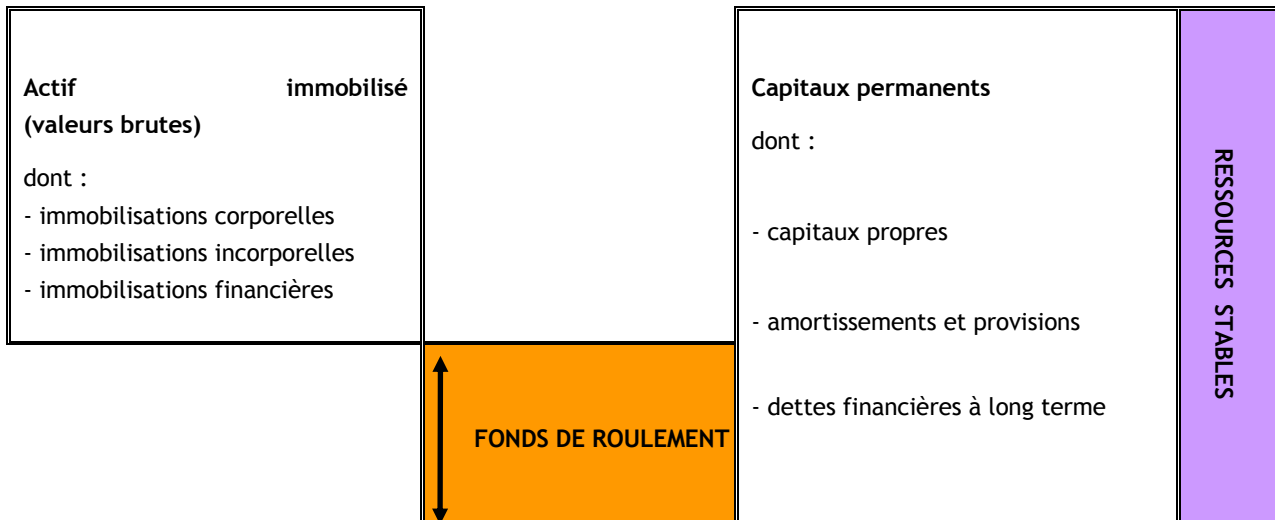 Actif immobilisé
(valeurs brutes)
dont :
- immobilisations corporelles
- immobilisations incorporelles
- immobilisations financières
FONDS DE ROULEMENT
Capitaux permanents
dont :
- capitaux propres
- amortissements et provisions
- dettes financières à long terme
RESSOURCES STABLES